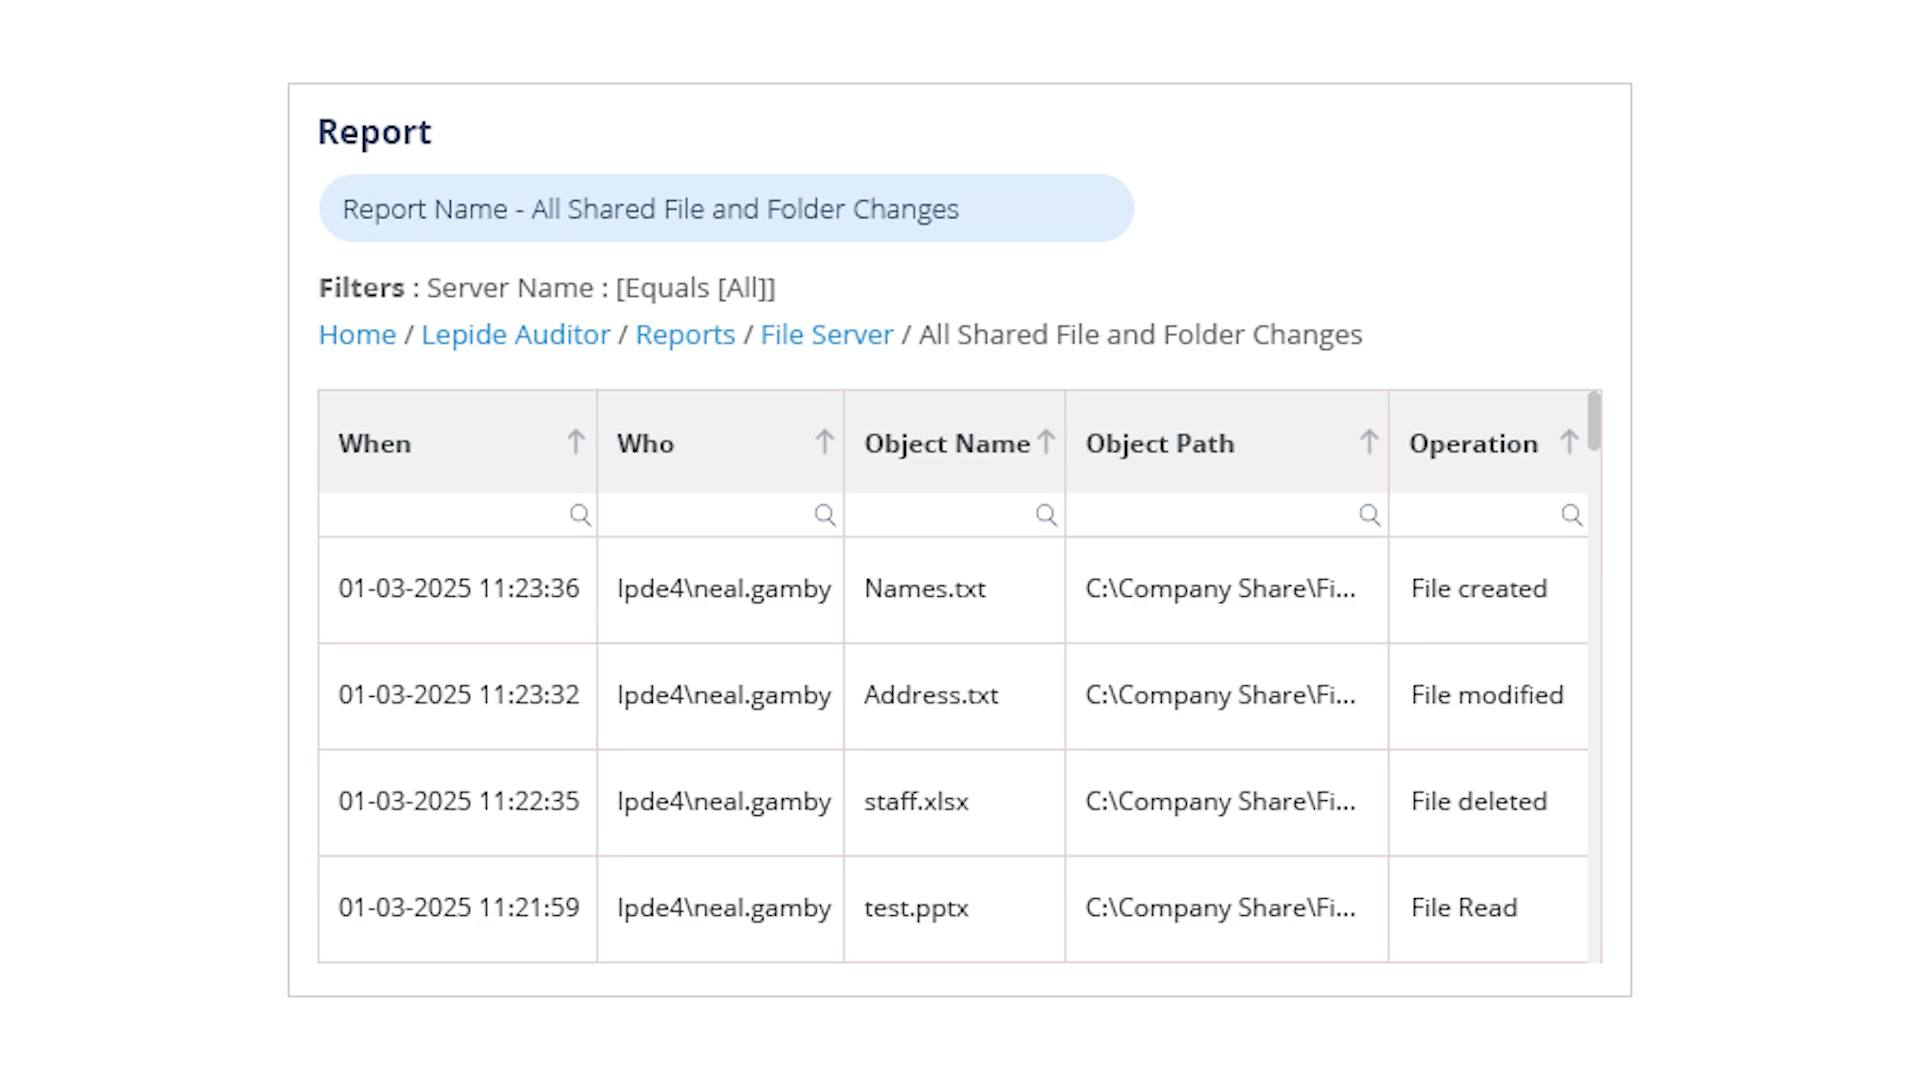 Report
Report Name - All Shared File and Folder Changes
Filters : Server Name : [Equals [All]]
Home / Lepide Auditor / Reports / File Server / All Shared File and Folder Changes
When Who Object Name Object Path Operation
01-03-2025 11:23:36 lpde4\neal.gamby Names.txt C:\Company Share\Fi... File created
01-03-2025 11:23:32 lpde4\neal.gamby Address.txt C:\Company Share\Fi... File modified
01-03-2025 11:22:35 lpde4\neal.gamby staff.xlsx C:\Company Share\Fi... File deleted
01-03-2025 11:21:59 lpde4\neal.gamby test.pptx C:\Company Share\Fi... File Read